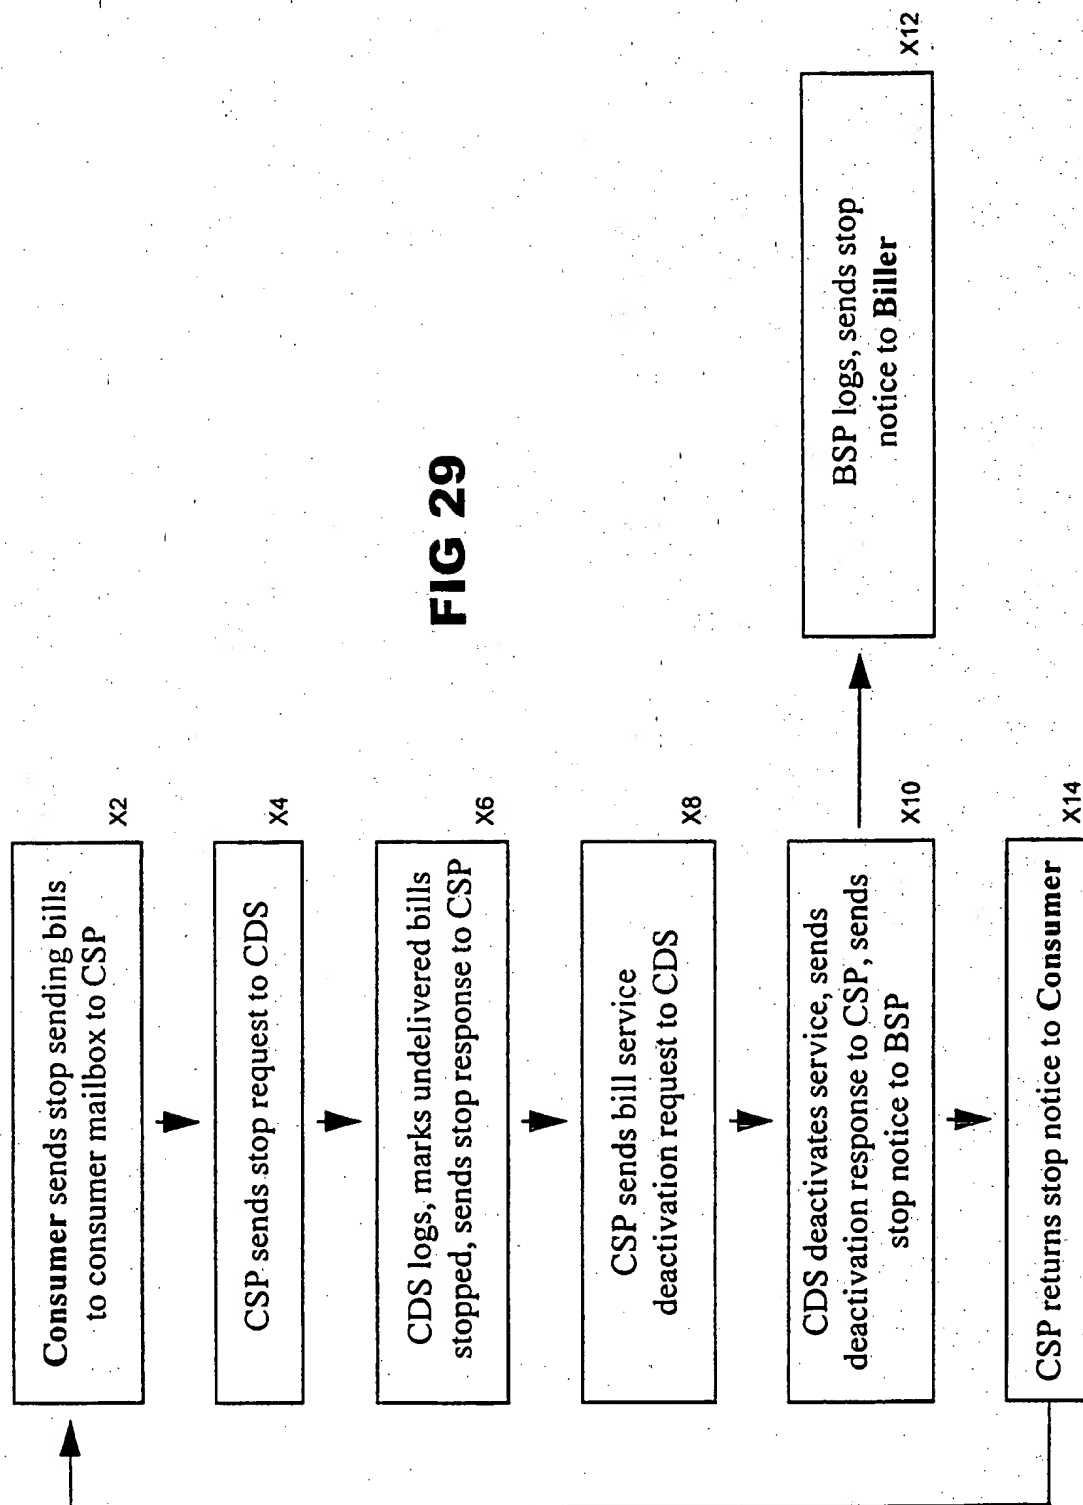 Consumer sends stop sending bills
to consumer mailbox to CSP
X2
CSP sends stop request to CDS
X4
CDS logs, marks undelivered bills
stopped, sends stop response to CSP
X6
CSP sends bill service
deactivation request to CDS
X8
CDS deactivates service, sends
deactivation response to CSP, sends
stop notice to BSP
X10
BSP logs, sends stop
notice to Biller
X12
CSP returns stop notice to Consumer
X14
FIG 29